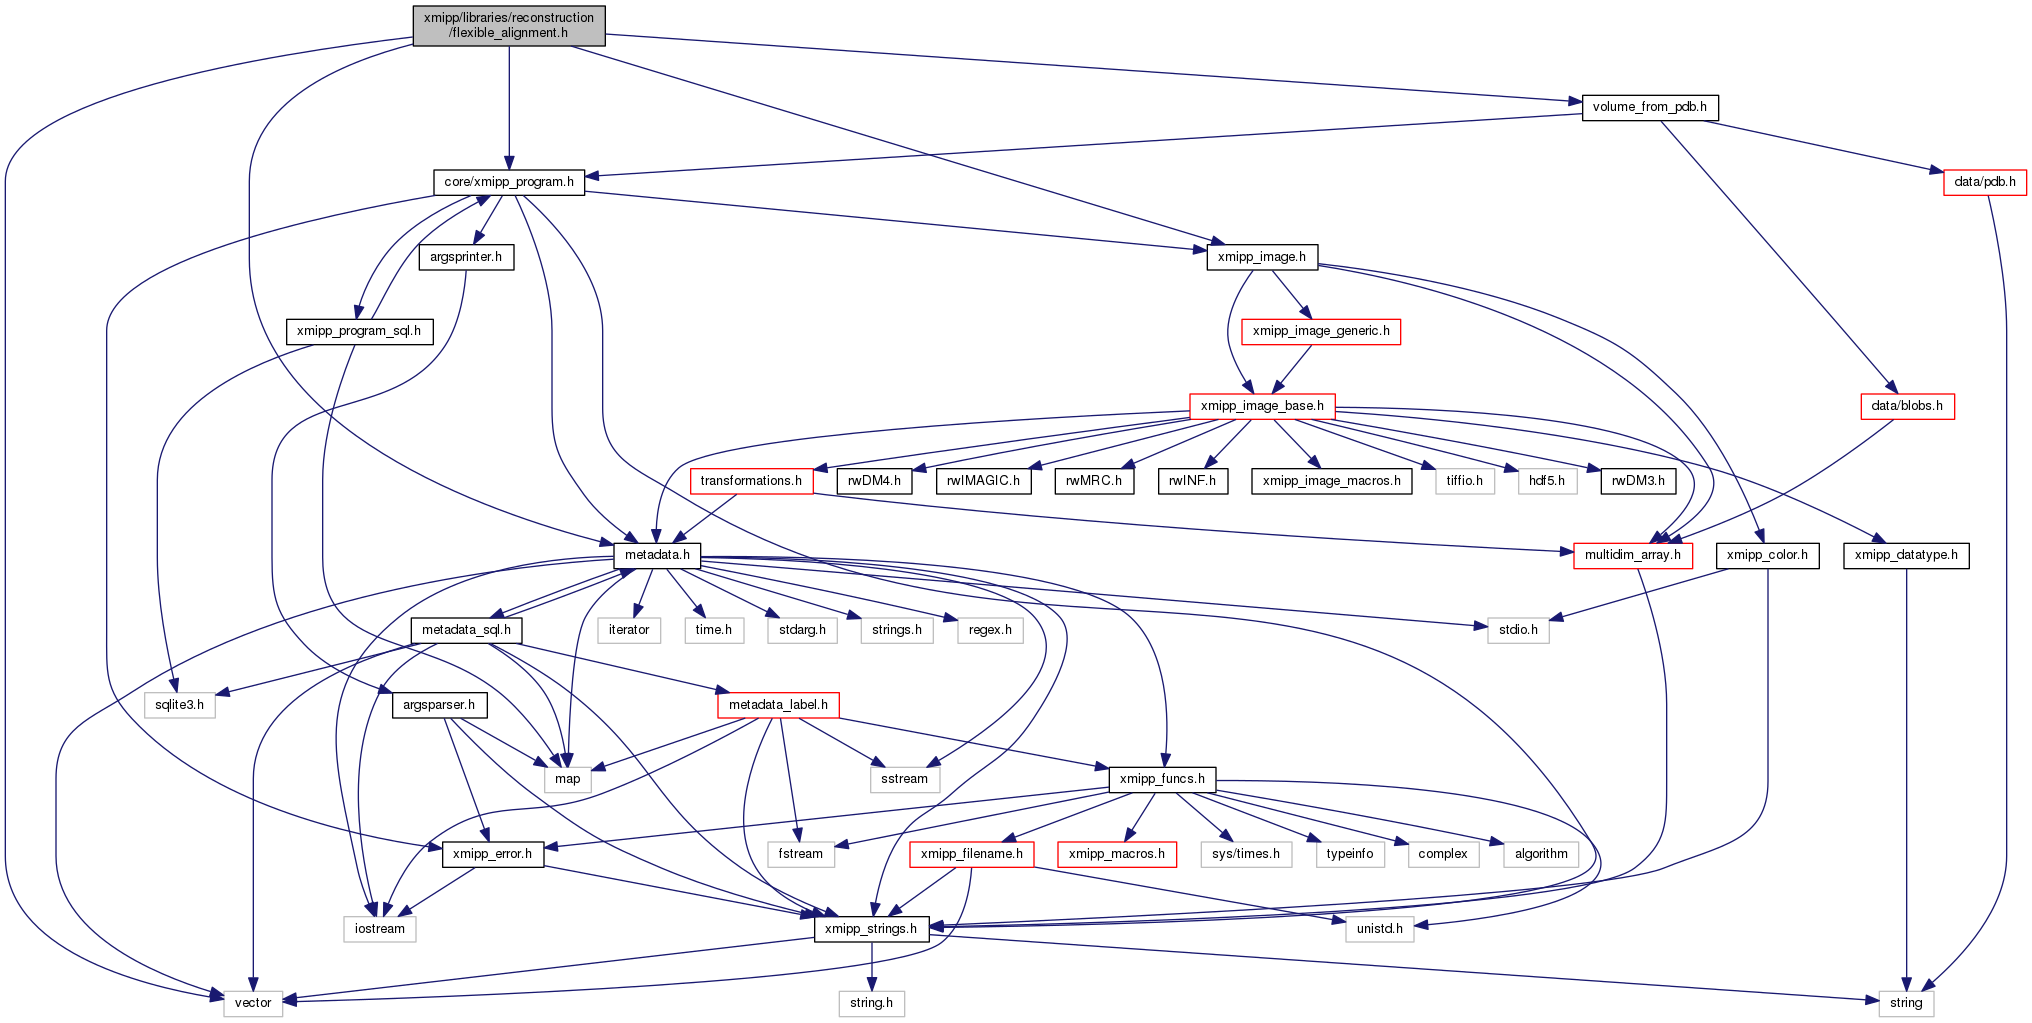 xmipp/libraries/reconstruction
/flexible_alignment.h
volume_from_pdb.h
core/xmipp_program.h
data/pdb.h
argsprinter.h
xmipp_image.h
xmipp_program_sql.h
xmipp_image_generic.h
xmipp_image_base.h
data/blobs.h
transformations.h
rwDM4.h
rwIMAGIC.h
rwMRC.h
rwINF.h
xmipp_image_macros.h
tiffio.h
hdf5.h
rwDM3.h
metadata.h
multidim_array.h
xmipp_color.h
xmipp_datatype.h
metadata_sql.h
iterator
time.h
stdarg.h
strings.h
regex.h
stdio.h
sqlite3.h
argsparser.h
metadata_label.h
map
sstream
xmipp_funcs.h
xmipp_error.h
fstream
xmipp_filename.h
xmipp_macros.h
sys/times.h
typeinfo
complex
algorithm
iostream
xmipp_strings.h
unistd.h
vector
string.h
string